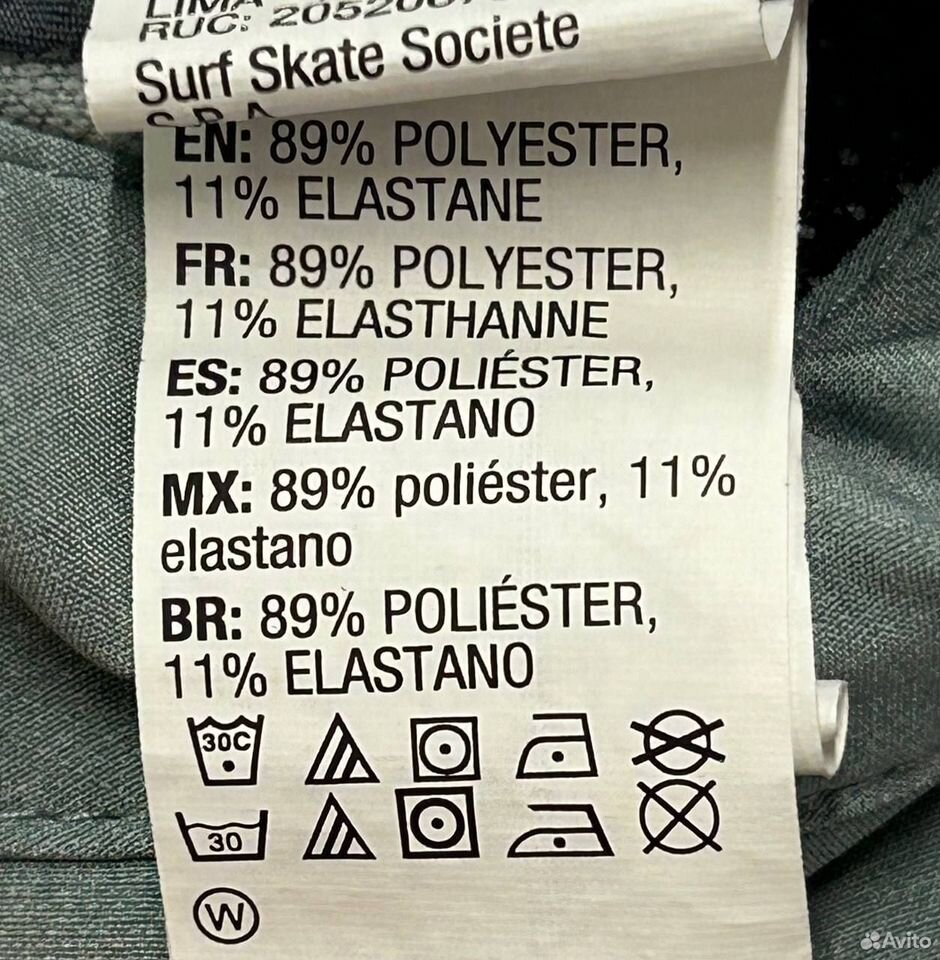 RUC:
Surf Skate Societe
EN: 89% POLYESTER,
11% ELASTANE
FR: 89% POLYESTER,
11% ELASTHANNE
ES: 89% POLIÉSTER,
11% ELASTANO
MX: 89% poliéster, 11%
elastano
BR: 89% POLIÉSTER,
11% ELASTANO
30C
30
W
Avito